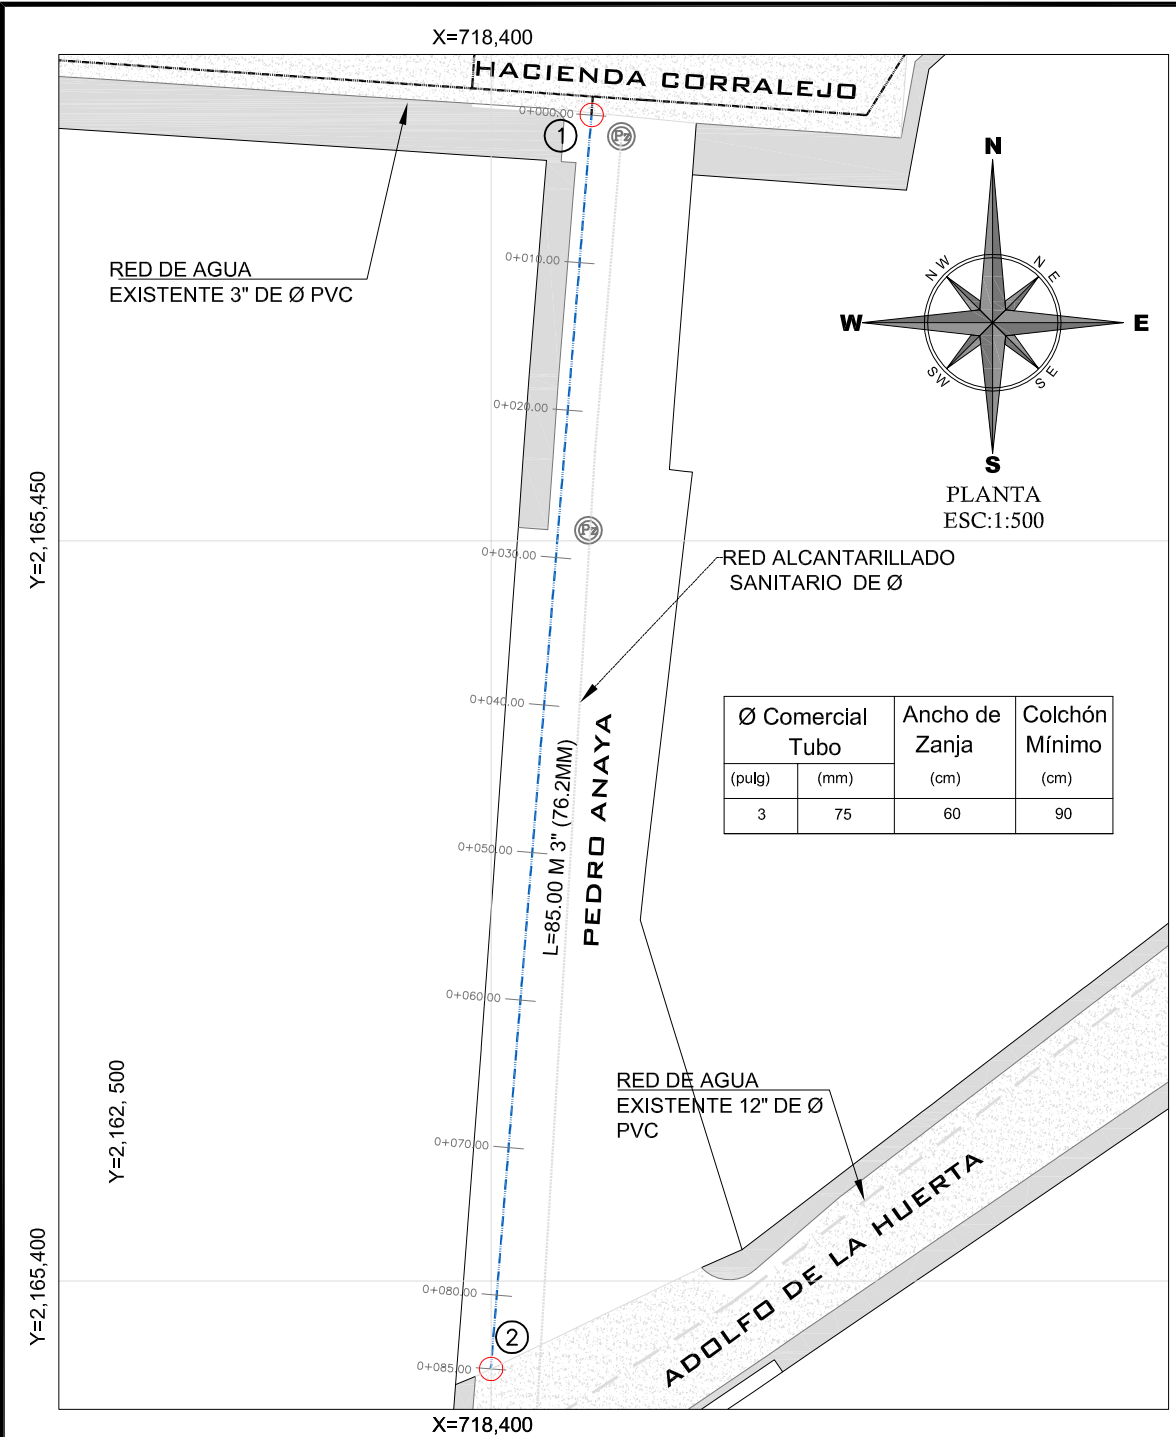 X=718,400
HACIENDA CORRALEJO
0+000.00
1
Pz
N
RED DE AGUA
EXISTENTE 3" DE Ø PVC
0+010.00
NW
NE
W
E
SW
SE
S
0+020.00
PLANTA
ESC:1:500
Y=2,165,450
Pz
0+030.00
RED ALCANTARILLADO
SANITARIO DE Ø
0+040.00
Ø Comercial Tubo
Ancho de Zanja
Colchón Mínimo
(pulg)
(mm)
(cm)
(cm)
3
75
60
90
L=85.00 M 3" (76.2MM)
PEDRO ANAYA
0+050.00
0+060.00
Y=2,162, 500
RED DE AGUA
EXISTENTE 12" DE Ø
PVC
0+070.00
ADOLFO DE LA HUERTA
Y=2,165,400
0+080.00
2
0+085.00
X=718,400